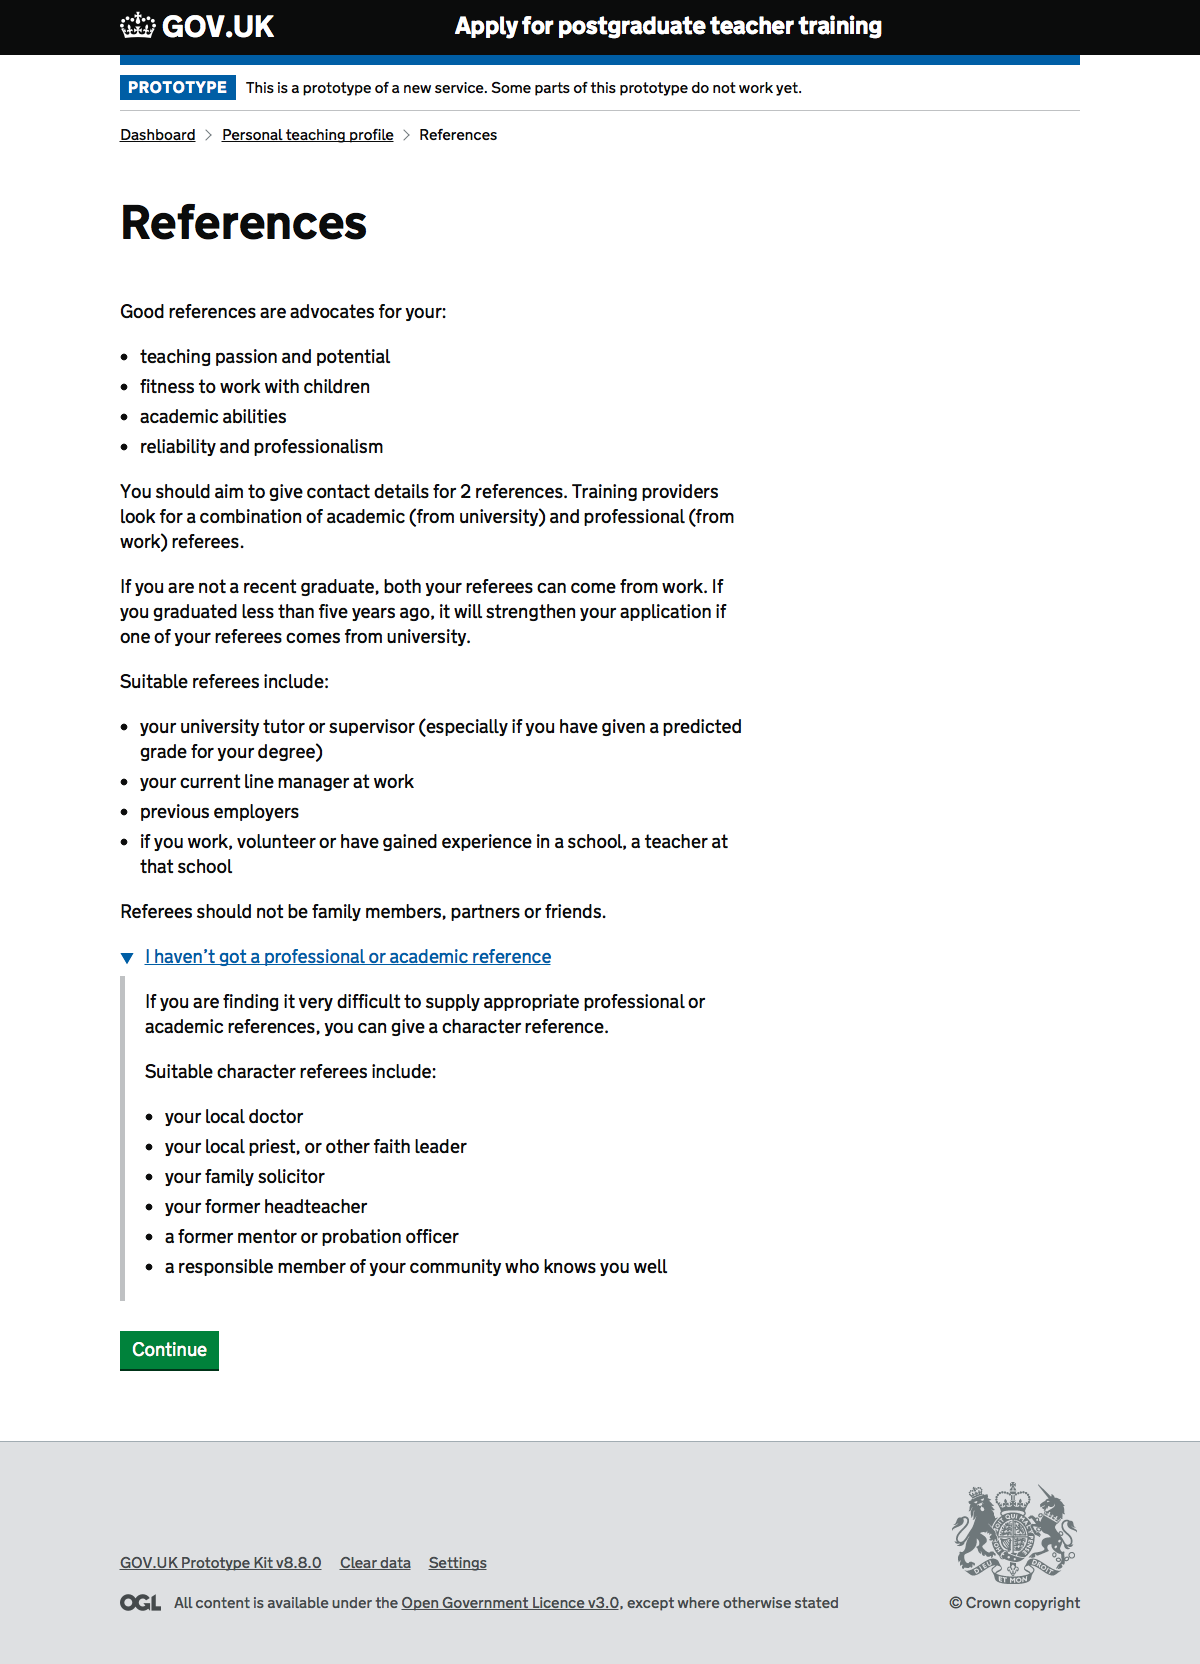 GOV.UK
Apply for postgraduate teacher training
PROTOTYPE
This is a prototype of a new service. Some parts of this prototype do not work yet.
Dashboard > Personal teaching profile > References
References
Good references are advocates for your:
• teaching passion and potential
• fitness to work with children
• academic abilities
• reliability and professionalism
You should aim to give contact details for 2 references. Training providers
look for a combination of academic (from university) and professional (from
work) referees.
If you are not a recent graduate, both your referees can come from work. If
you graduated less than five years ago, it will strengthen your application if
one of your referees comes from university.
Suitable referees include:
• your university tutor or supervisor (especially if you have given a predicted
grade for your degree)
• your current line manager at work
• previous employers
• if you work, volunteer or have gained experience in a school, a teacher at
that school
Referees should not be family members, partners or friends.
▼ I haven’t got a professional or academic reference
If you are finding it very difficult to supply appropriate professional or
academic references, you can give a character reference.
Suitable character referees include:
• your local doctor
• your local priest, or other faith leader
• your family solicitor
• your former headteacher
• a former mentor or probation officer
• a responsible member of your community who knows you well
Continue
GOV.UK Prototype Kit v8.8.0 Clear data Settings
DIEU ET MON DROIT
OGL All content is available under the Open Government Licence v3.0, except where otherwise stated
© Crown copyright